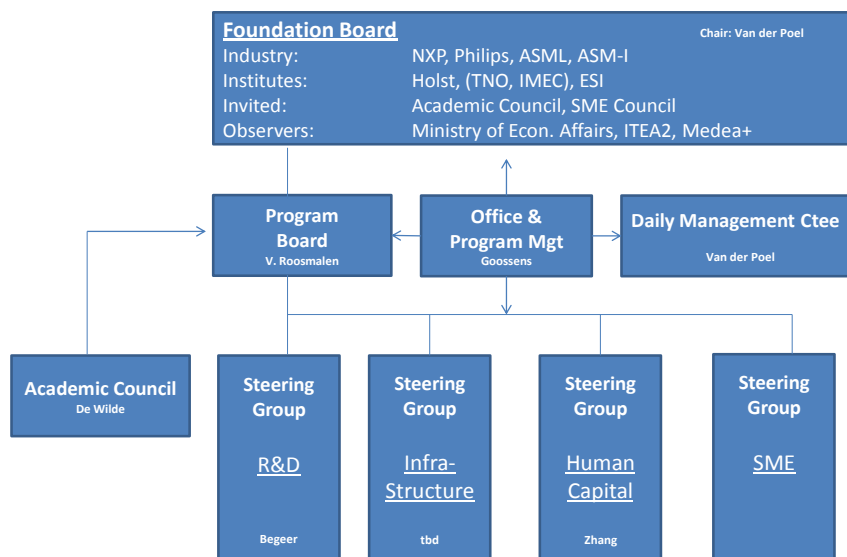 Foundation Board Chair: Van der Poel
Industry: NXP, Philips, ASML, ASM-I
Institutes: Holst, (TNO, IMEC), ESI
Invited: Academic Council, SME Council
Observers: Ministry of Econ. Affairs, ITEA2, Medea+
Program
Board
V. Roosmalen
Office &
Program Mgt
Goossens
Daily Management Ctee
Van der Poel
Academic Council
De Wilde
Steering
Group
R&D
Begeer
Steering
Group
Infra-
Structure
tbd
Steering
Group
Human
Capital
Zhang
Steering
Group
SME